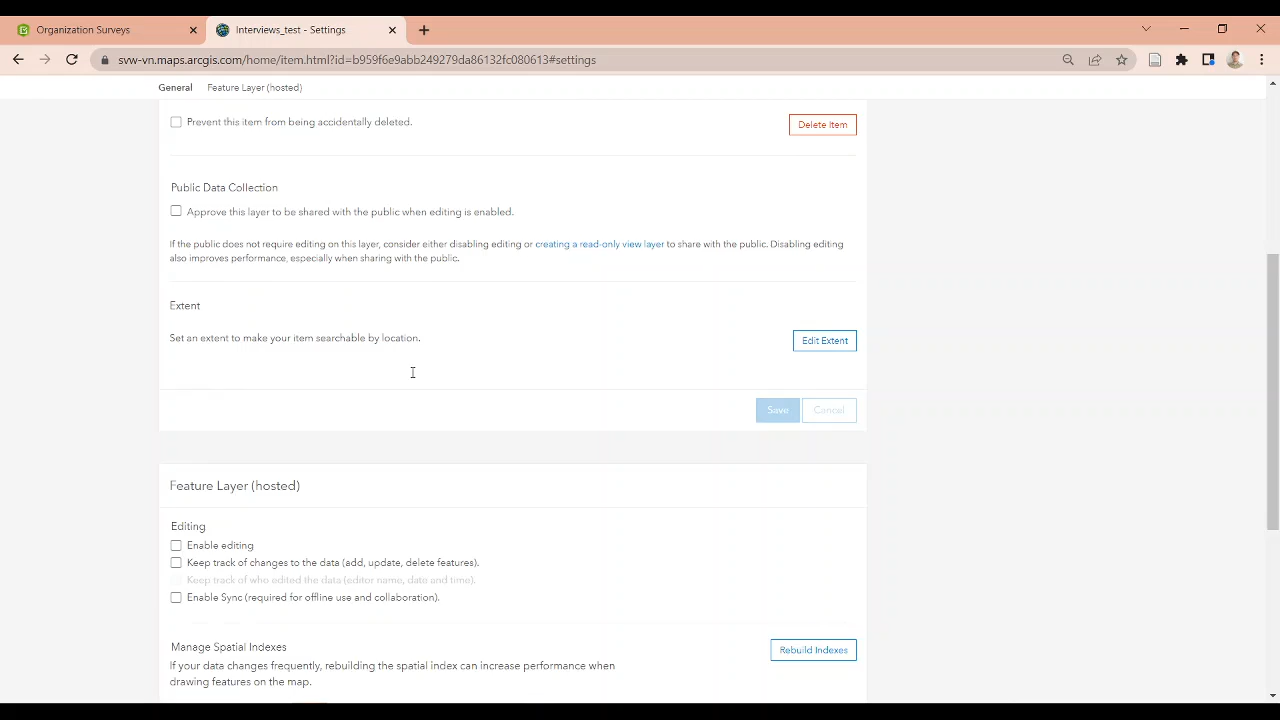 Organization Surveys
Interviews_test - Settings
svw-vn.maps.arcgis.com/home/item.html?id=b959f6e9abb249270da86132fc080613#settings
General Feature Layer (hosted)
Prevent this item from being accidentally deleted.
Delete Item
Public Data Collection
Approve this layer to be shared with the public when editing is enabled.
If the public does not require editing on this layer, consider either disabling editing or creating a read-only view layer to share with the public. Disabling editing
also improves performance, especially when sharing with the public.
Extent
Set an extent to make your item searchable by location.
Edit Extent
Save Cancel
Feature Layer (hosted)
Editing
Enable editing
Keep track of changes to the data (add, update, delete features).
Keep track of who edited the data (editor name, date and time).
Enable Sync (required for offline use and collaboration).
Manage Spatial Indexes
Rebuild Indexes
If your data changes frequently, rebuilding the spatial index can increase performance when
drawing features on the map.